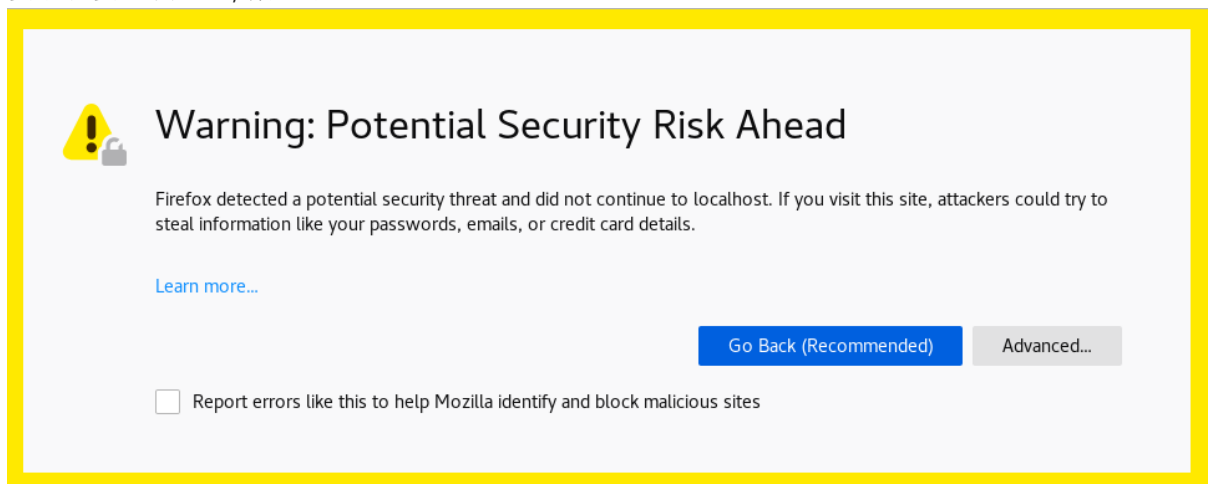 Warning: Potential Security Risk Ahead
Firefox detected a potential security threat and did not continue to localhost. If you visit this site, attackers could try to
steal information like your passwords, emails, or credit card details.
Learn more...
Go Back (Recommended)
Advanced...
Report errors like this to help Mozilla identify and block malicious sites